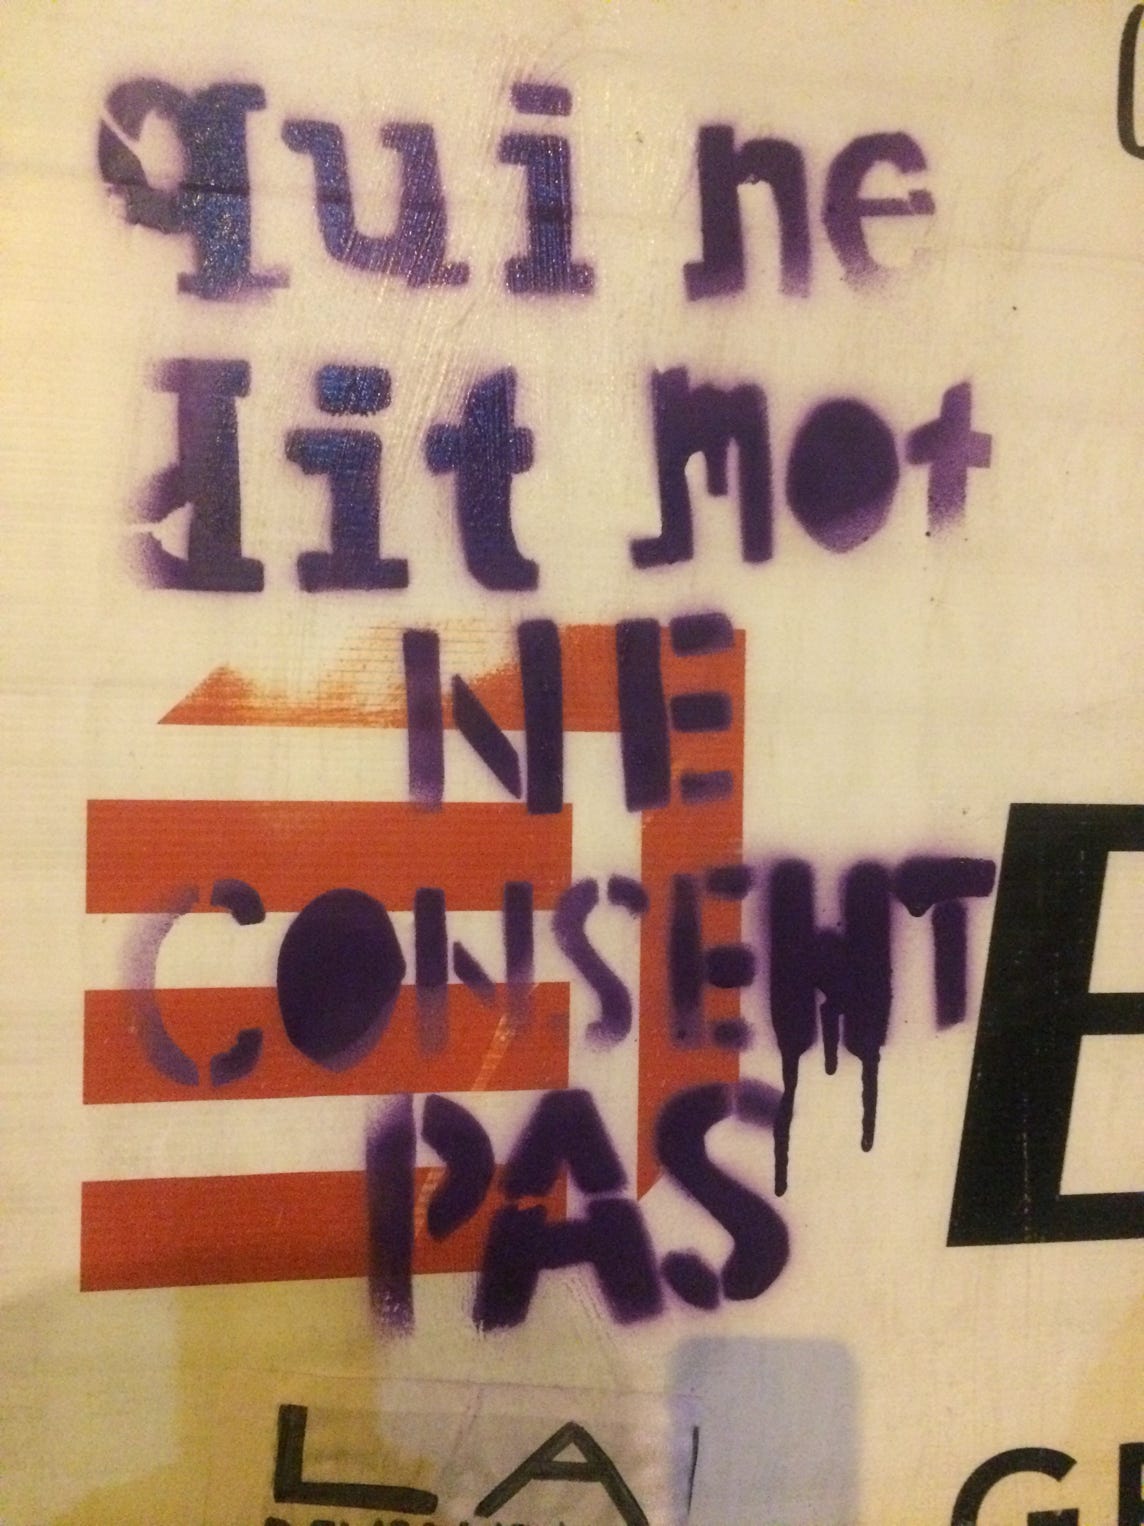 qui ne
dit mot
NE
CONSENT
PAS
E
LA